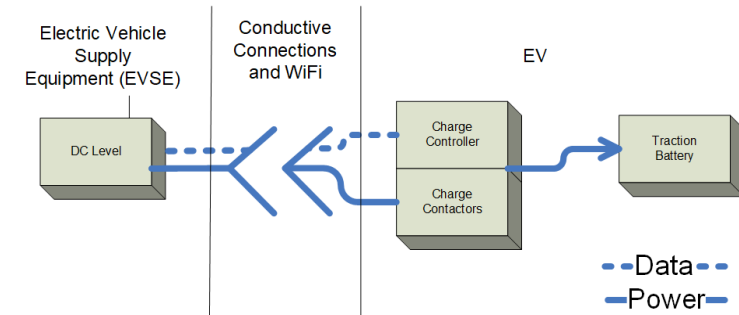 Electric Vehicle
Supply
Equipment (EVSE)
Conductive
Connections
and WiFi
EV
DC Level
Charge
Controller
Charge
Contactors
Traction
Battery
Data
Power